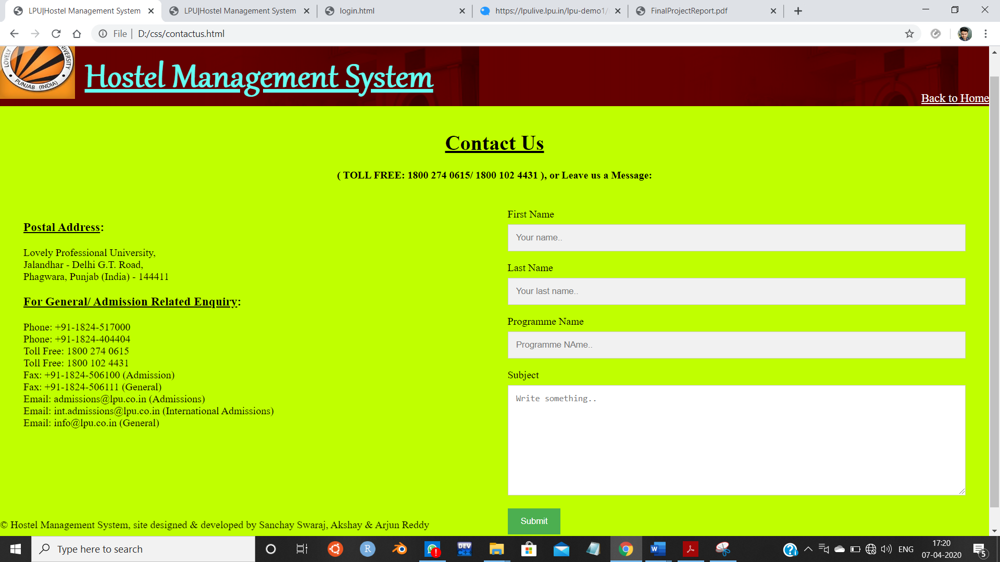 LPU|Hostel Management System
LPU|Hostel Management System
login.html
https://lpulive.lpu.in/lpu-demo1/
FinalProjectReport.pdf
File | D:/css/contactus.html
LOVELY
UNIVERSITY
PUNJAB (INDIA)
Hostel Management System
Back to Home
Contact Us
( TOLL FREE: 1800 274 0615/ 1800 102 4431 ), or Leave us a Message:
Postal Address:
Lovely Professional University,
Jalandhar - Delhi G.T. Road,
Phagwara, Punjab (India) - 144411
For General/ Admission Related Enquiry:
Phone: +91-1824-517000
Phone: +91-1824-404404
Toll Free: 1800 274 0615
Toll Free: 1800 102 4431
Fax: +91-1824-506100 (Admission)
Fax: +91-1824-506111 (General)
Email: admissions@lpu.co.in (Admissions)
Email: int.admissions@lpu.co.in (International Admissions)
Email: info@lpu.co.in (General)
First Name
Your name..
Last Name
Your last name..
Programme Name
Programme NAme..
Subject
Write something..
Submit
© Hostel Management System, site designed & developed by Sanchay Swaraj, Akshay & Arjun Reddy
Type here to search
R
DEV
W
ENG
17:20
07-04-2020
5